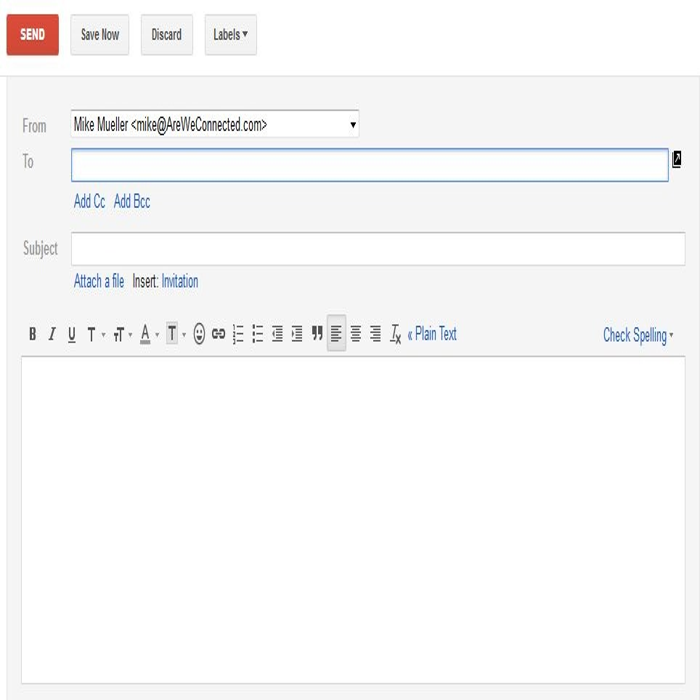 SEND Save Now Discard Labels
From Mike Mueller <mike@AreWeConnected.com>
To
Add Cc Add Bcc
Subject
Attach a file Insert: Invitation
B I U T T A T « Plain Text Check Spelling